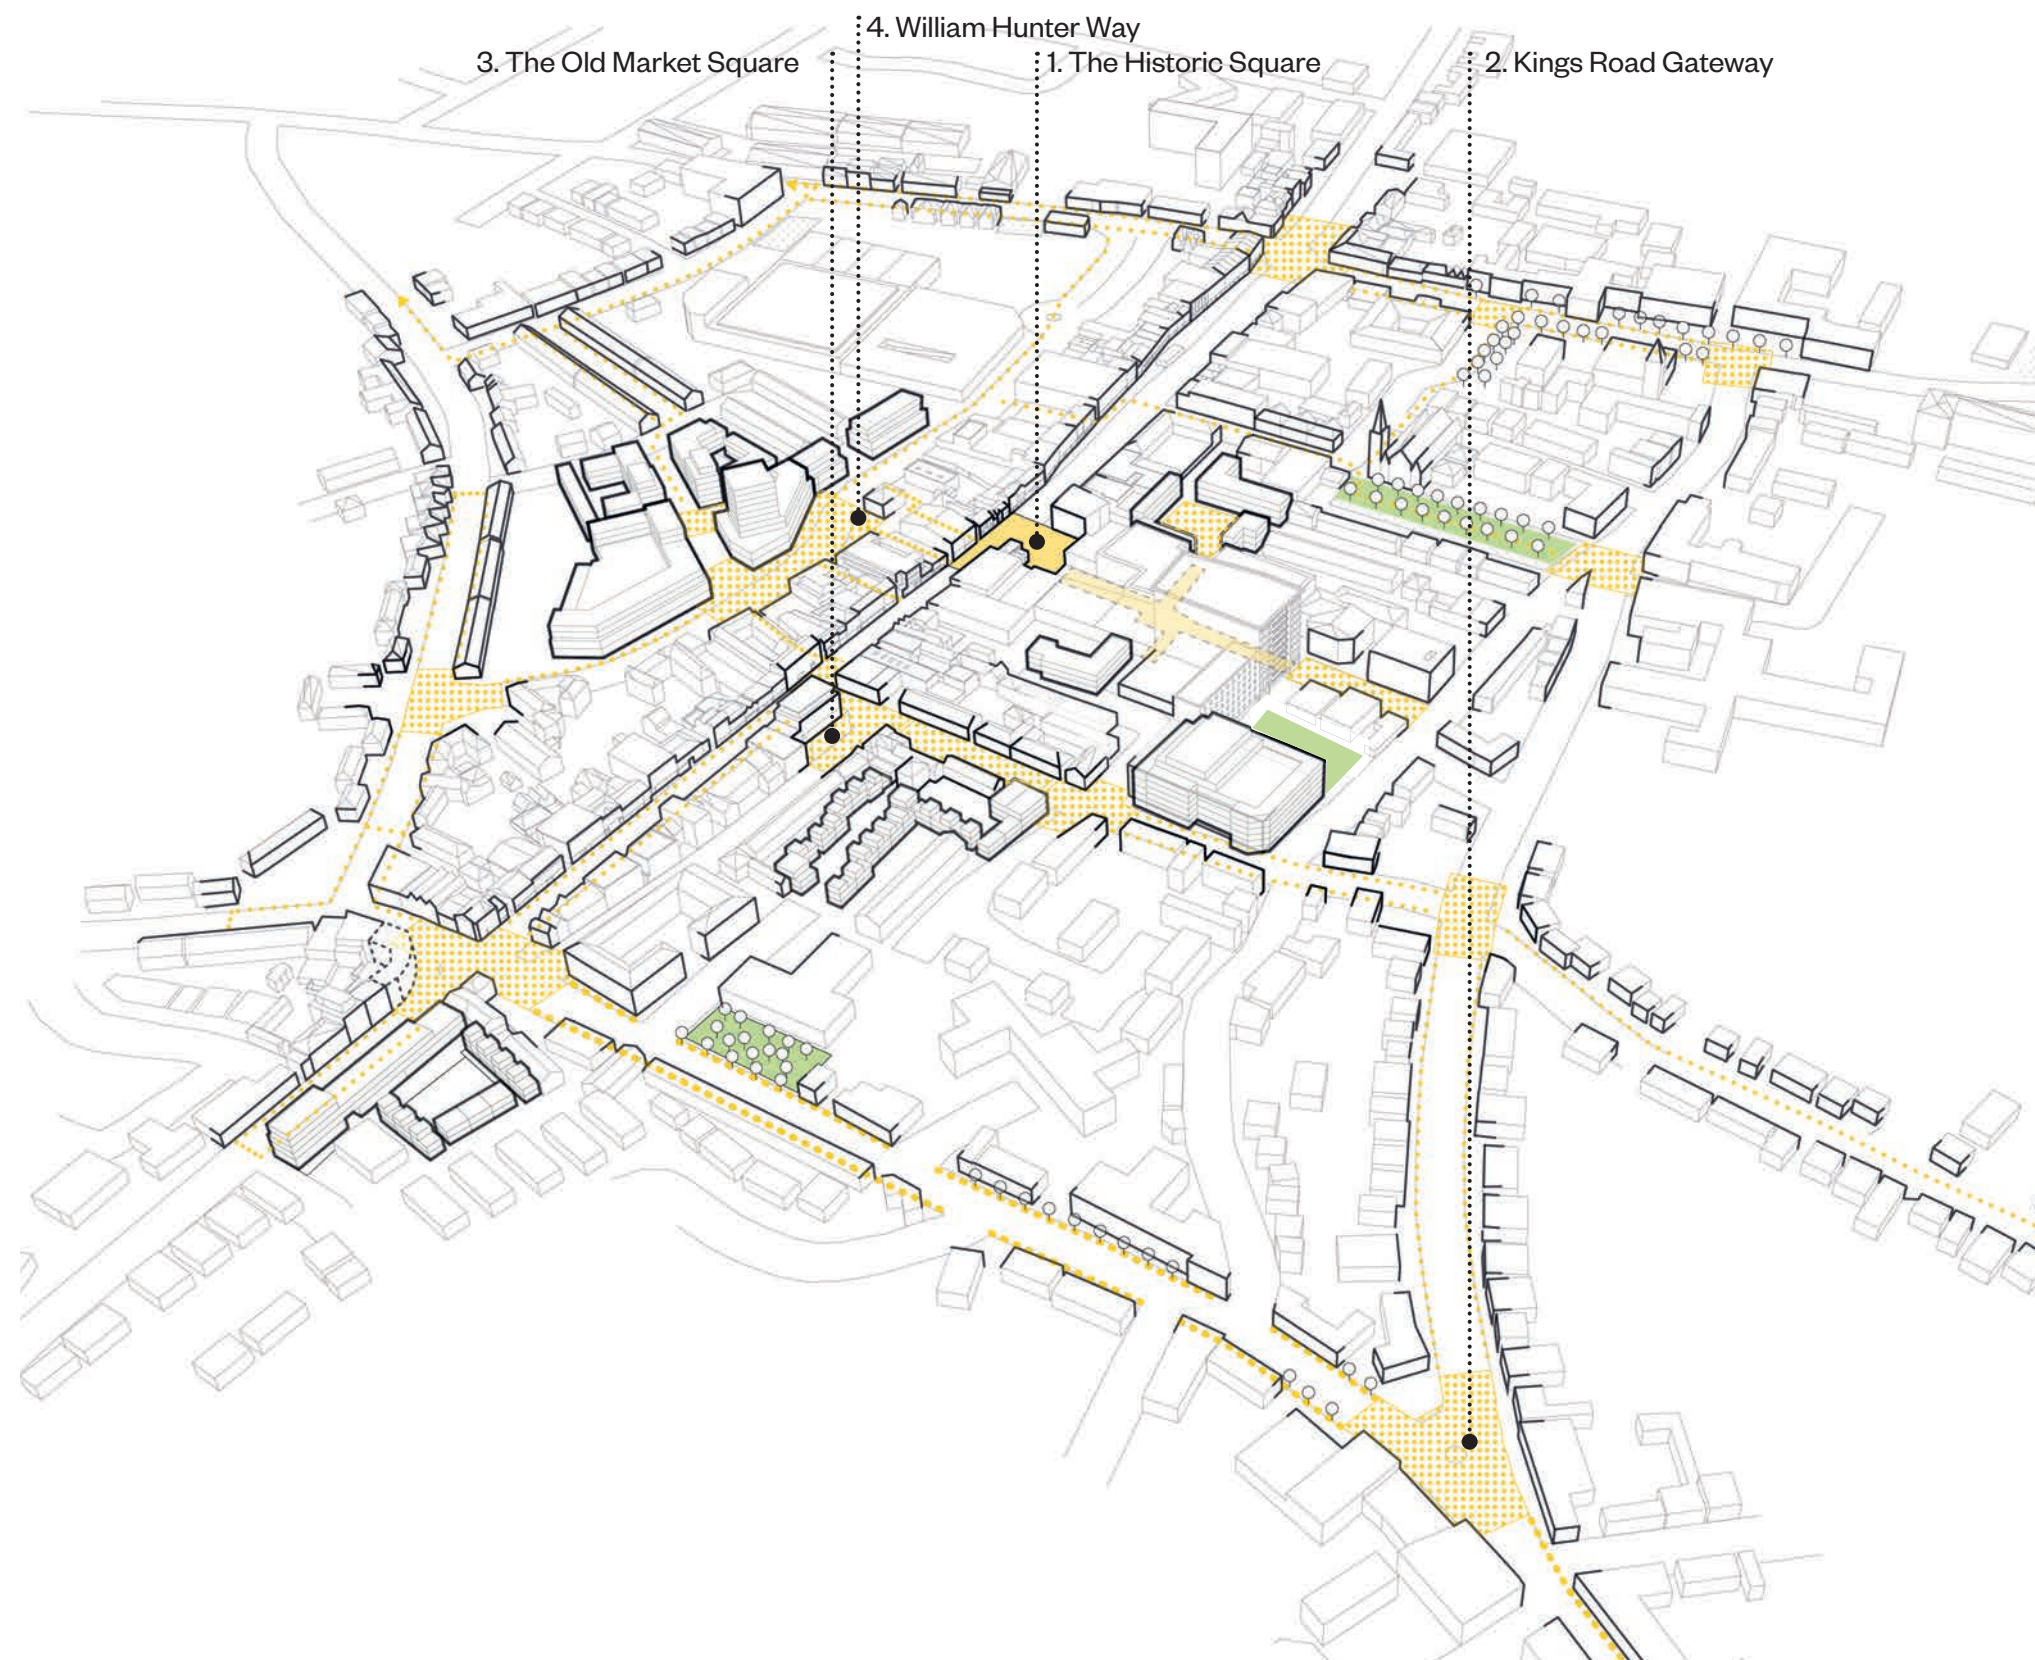 4. William Hunter Way
3. The Old Market Square
1. The Historic Square
2. Kings Road Gateway